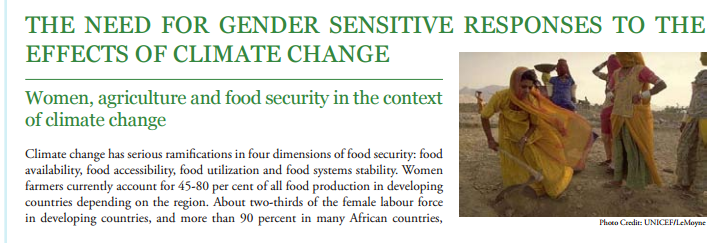 THE NEED FOR GENDER SENSITIVE RESPONSES TO THE
EFFECTS OF CLIMATE CHANGE
Women, agriculture and food security in the context
of climate change
Climate change has serious ramifications in four dimensions of food security: food
availability, food accessibility, food utilization and food systems stability. Women
farmers currently account for 45-80 per cent of all food production in developing
countries depending on the region. About two-thirds of the female labour force
in developing countries, and more than 90 percent in many African countries,
Photo Credit: UNICEF/LeMoyne